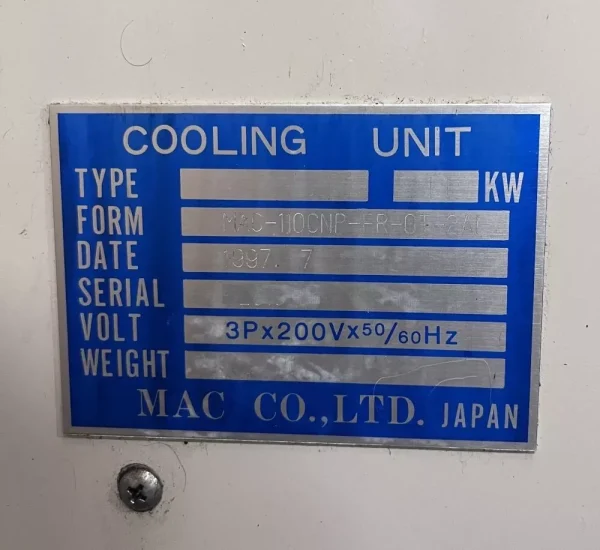 COOLING UNIT
TYPE KW
FORM
DATE 1997. 7
SERIAL
VOLT 3Px200Vx50/60Hz
WEIGHT
MAC CO.,LTD. JAPAN